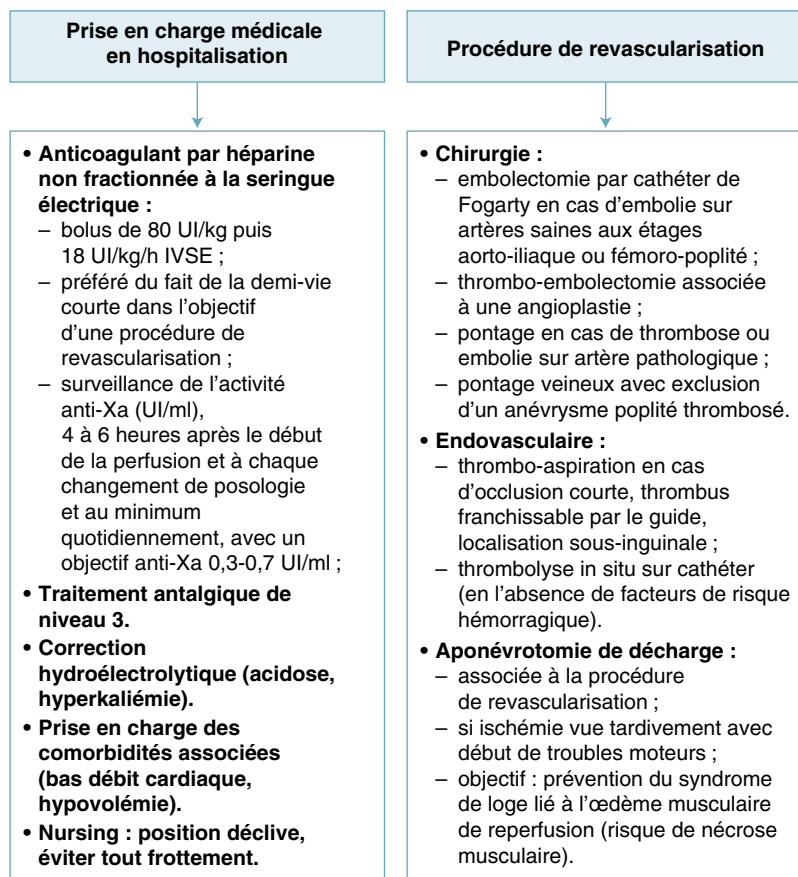 Prise en charge médicale
en hospitalisation
• Anticoagulant par héparine
non fractionnée à la seringue
électrique :
– bolus de 80 UI/kg puis
18 UI/kg/h IVSE ;
– préféré du fait de la demi-vie
courte dans l'objectif
d'une procédure de
revascularisation ;
– surveillance de l'activité
anti-Xa (UI/ml),
4 à 6 heures après le début
de la perfusion et à chaque
changement de posologie
et au minimum
quotidiennement, avec un
objectif anti-Xa 0,3-0,7 UI/ml ;
• Traitement antalgique de
niveau 3.
• Correction
hydroélectrolytique (acidose,
hyperkaliémie).
• Prise en charge des
comorbidités associées
(bas débit cardiaque,
hypovolémie).
• Nursing : position déclive,
éviter tout frottement.
Procédure de revascularisation
• Chirurgie :
– embolectomie par cathéter de
Fogarty en cas d'embolie sur
artères saines aux étages
aorto-iliaque ou fémoro-poplité ;
– thrombo-embolectomie associée
à une angioplastie ;
– pontage en cas de thrombose ou
embolie sur artère pathologique ;
– pontage veineux avec exclusion
d'un anévrysme poplité thrombosé.
• Endovasculaire :
– thrombo-aspiration en cas
d'occlusion courte, thrombus
franchissable par le guide,
localisation sous-inguinale ;
– thrombolyse in situ sur cathéter
(en l'absence de facteurs de risque
hémorragique).
• Aponévrotomie de décharge :
– associée à la procédure
de revascularisation ;
– si ischémie vue tardivement avec
début de troubles moteurs ;
– objectif : prévention du syndrome
de loge lié à l'œdème musculaire
de reperfusion (risque de nécrose
musculaire).